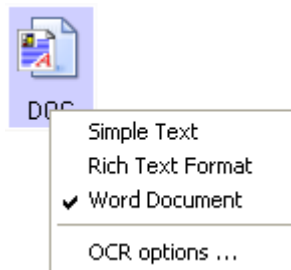 DOC
Simple Text
Rich Text Format
Word Document
OCR options ...